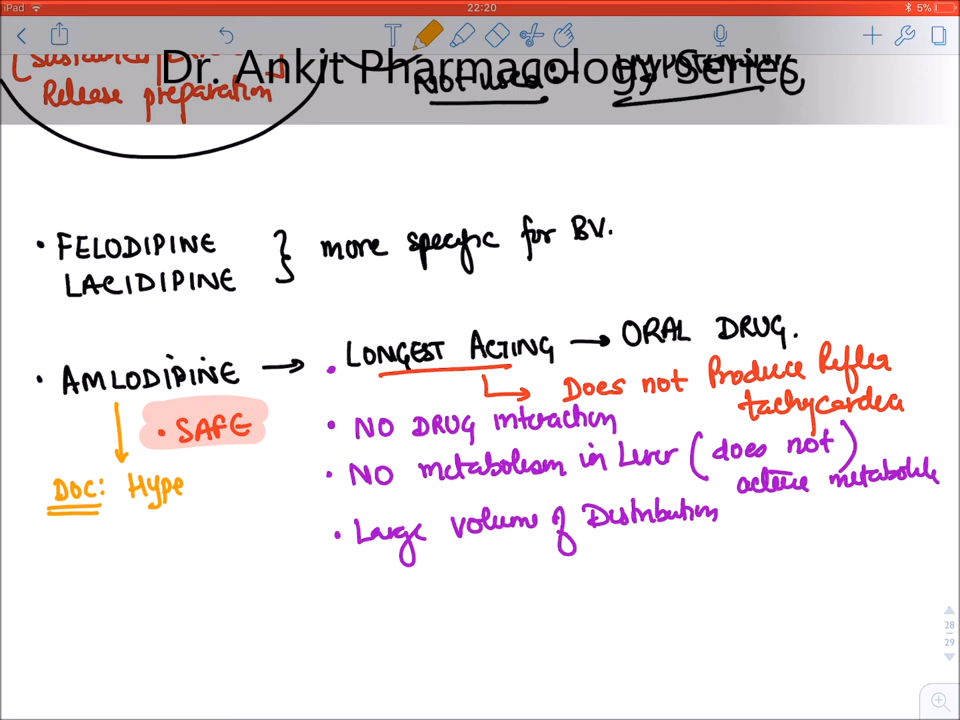 iPad
22:20
5%
Dr. Ankit Pharmacology Series
Release preparation
Not used :-
• FELODIPINE
LACIDIPINE
} more specific for BV.
• AMLODIPINE → • LONGEST ACTING → ORAL DRUG.
Does not Produce Reflex
tachycardea
• SAFE
• NO DRUG interaction
• NO metabolism in Liver (does not)
active metabolite
DOC: Hype
• Large volume of Distribution
28
29